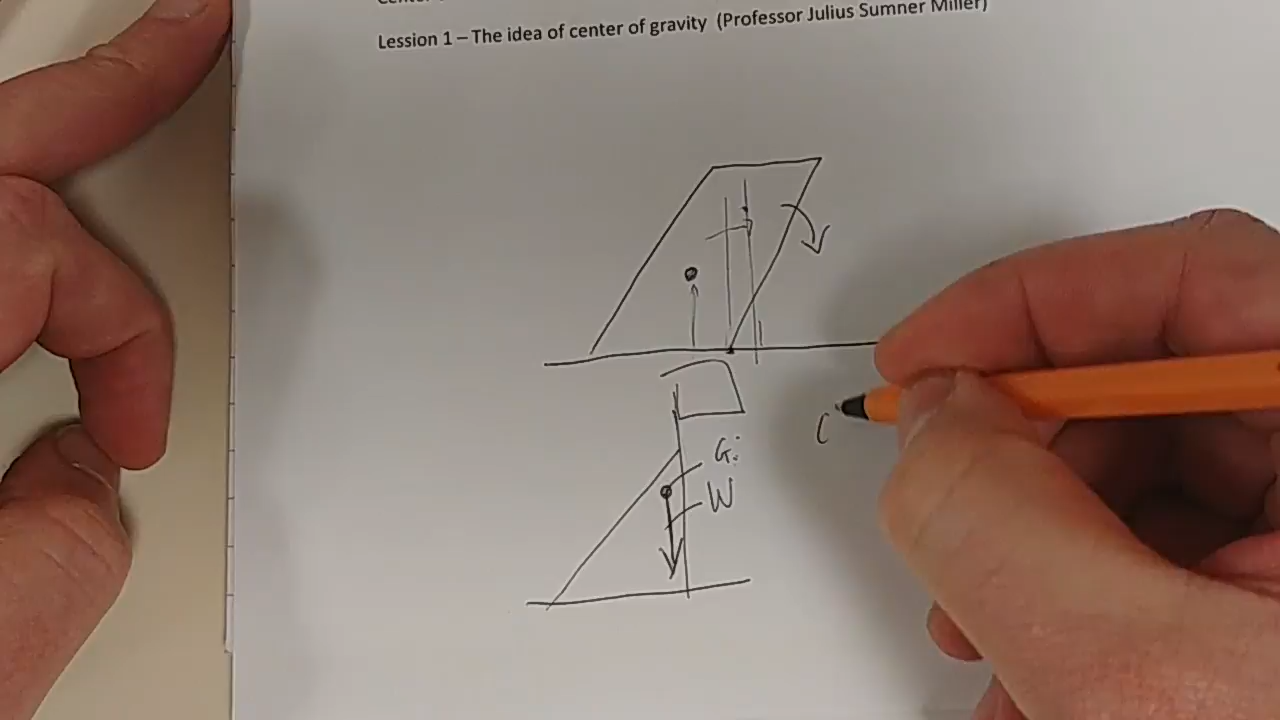 Lession 1 – The idea of center of gravity (Professor Julius Sumner Miller)
G:
W
C